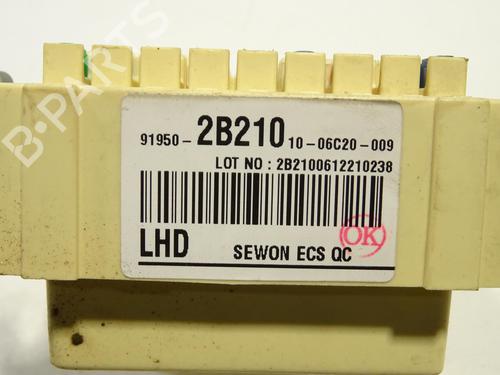 B-PARTS
91950-2B210 10-06C20-009
LOT NO : 2B2100612210238
LHD SEWON ECS QC OK